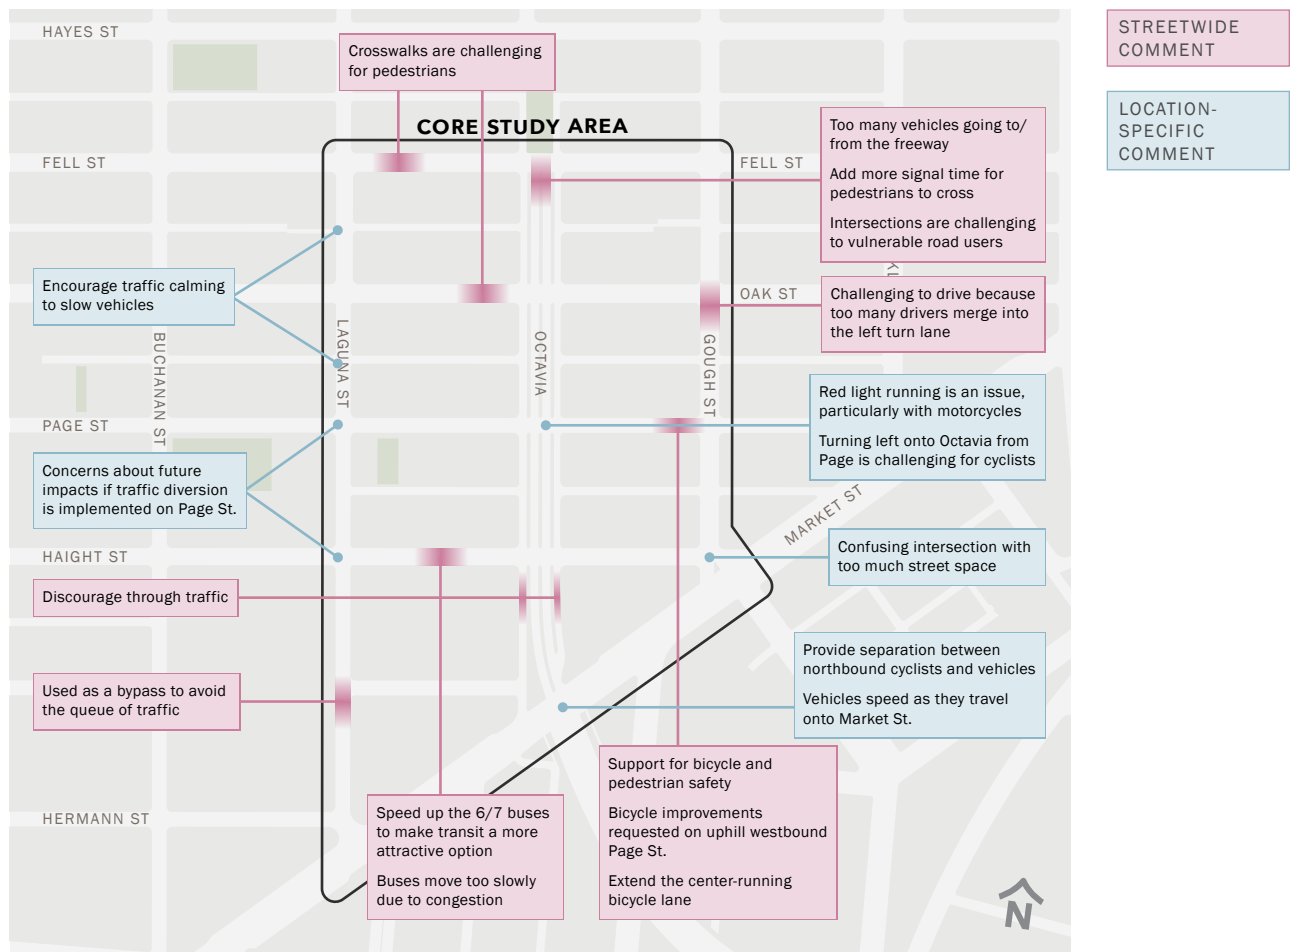 HAYES ST
Crosswalks are challenging
for pedestrians
STREETWIDE
COMMENT
LOCATION-
SPECIFIC
COMMENT
CORE STUDY AREA
FELL ST
FELL ST
Too many vehicles going to/
from the freeway
Add more signal time for
pedestrians to cross
Intersections are challenging
to vulnerable road users
Encourage traffic calming
to slow vehicles
OAK ST
Challenging to drive because
too many drivers merge into
the left turn lane
BUCHANAN ST
LAGUNA ST
OCTAVIA
GOUGH ST
Red light running is an issue,
particularly with motorcycles
Turning left onto Octavia from
Page is challenging for cyclists
PAGE ST
Concerns about future
impacts if traffic diversion
is implemented on Page St.
MARKET ST
HAIGHT ST
Confusing intersection with
too much street space
Discourage through traffic
Provide separation between
northbound cyclists and vehicles
Vehicles speed as they travel
onto Market St.
Used as a bypass to avoid
the queue of traffic
Support for bicycle and
pedestrian safety
Bicycle improvements
requested on uphill westbound
Page St.
Extend the center-running
bicycle lane
HERMANN ST
Speed up the 6/7 buses
to make transit a more
attractive option
Buses move too slowly
due to congestion
N